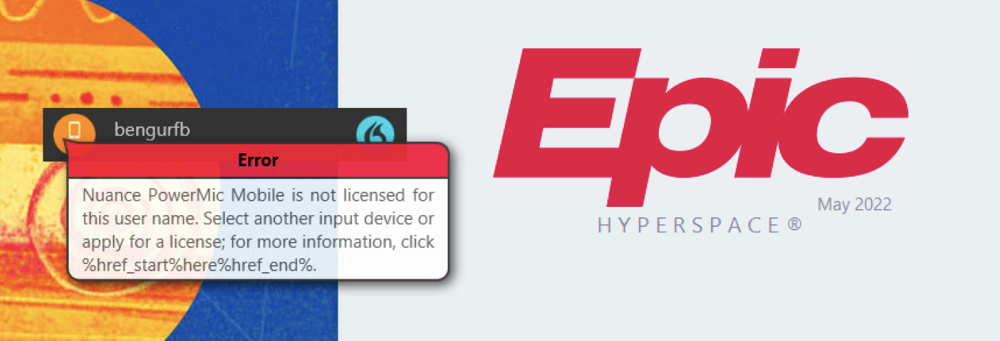 bengurfb
Error
Nuance PowerMic Mobile is not licensed for
this user name. Select another input device or
apply for a license; for more information, click
%href_start%here%href_end%.
Epic
May 2022
HYPERSPACE®